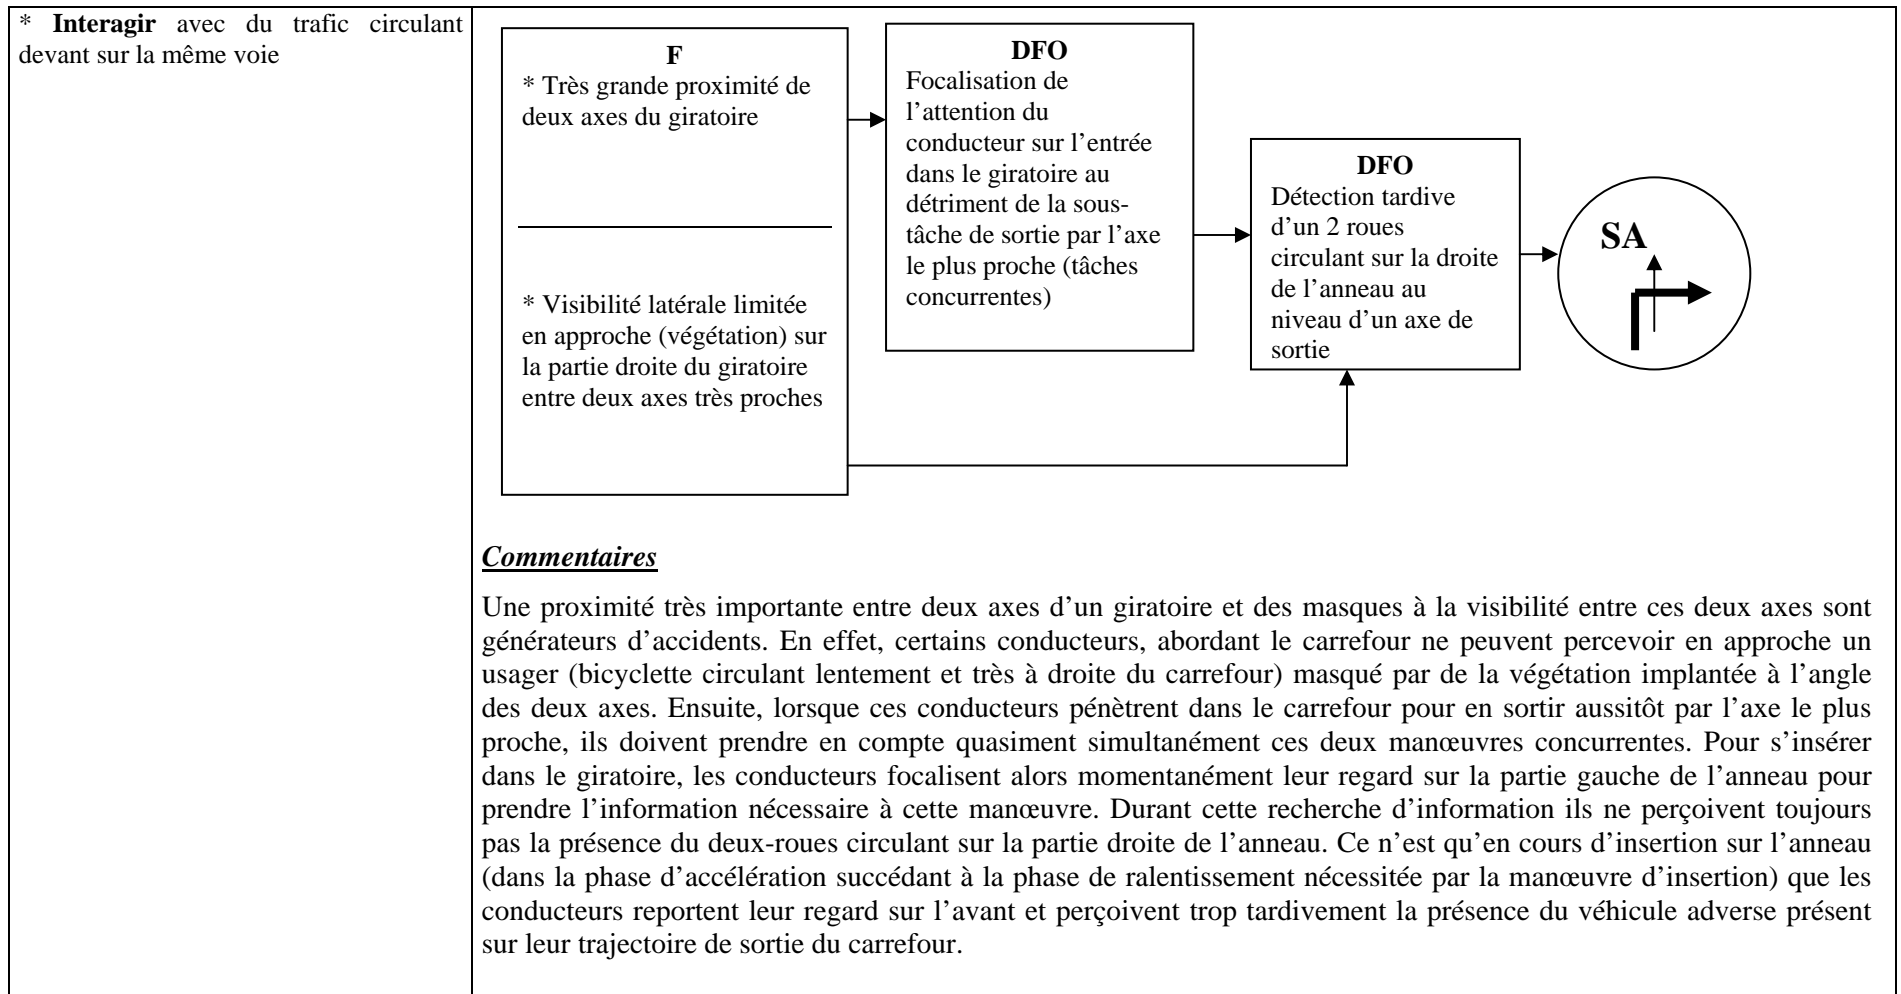 * Interagir avec du trafic circulant
devant sur la même voie
F
* Très grande proximité de
deux axes du giratoire
* Visibilité latérale limitée
en approche (végétation) sur
la partie droite du giratoire
entre deux axes très proches
DFO
Focalisation de
l’attention du
conducteur sur l’entrée
dans le giratoire au
détriment de la sous-
tâche de sortie par l’axe
le plus proche (tâches
concurrentes)
DFO
Détection tardive
d’un 2 roues
circulant sur la droite
de l’anneau au
niveau d’un axe de
sortie
SA
Commentaires
Une proximité très importante entre deux axes d’un giratoire et des masques à la visibilité entre ces deux axes sont
générateurs d’accidents. En effet, certains conducteurs, abordant le carrefour ne peuvent percevoir en approche un
usager (bicyclette circulant lentement et très à droite du carrefour) masqué par de la végétation implantée à l’angle
des deux axes. Ensuite, lorsque ces conducteurs pénètrent dans le carrefour pour en sortir aussitôt par l’axe le plus
proche, ils doivent prendre en compte quasiment simultanément ces deux manœuvres concurrentes. Pour s’insérer
dans le giratoire, les conducteurs focalisent alors momentanément leur regard sur la partie gauche de l’anneau pour
prendre l’information nécessaire à cette manœuvre. Durant cette recherche d’information ils ne perçoivent toujours
pas la présence du deux-roues circulant sur la partie droite de l’anneau. Ce n’est qu’en cours d’insertion sur l’anneau
(dans la phase d’accélération succédant à la phase de ralentissement nécessitée par la manœuvre d’insertion) que les
conducteurs reportent leur regard sur l’avant et perçoivent trop tardivement la présence du véhicule adverse présent
sur leur trajectoire de sortie du carrefour.